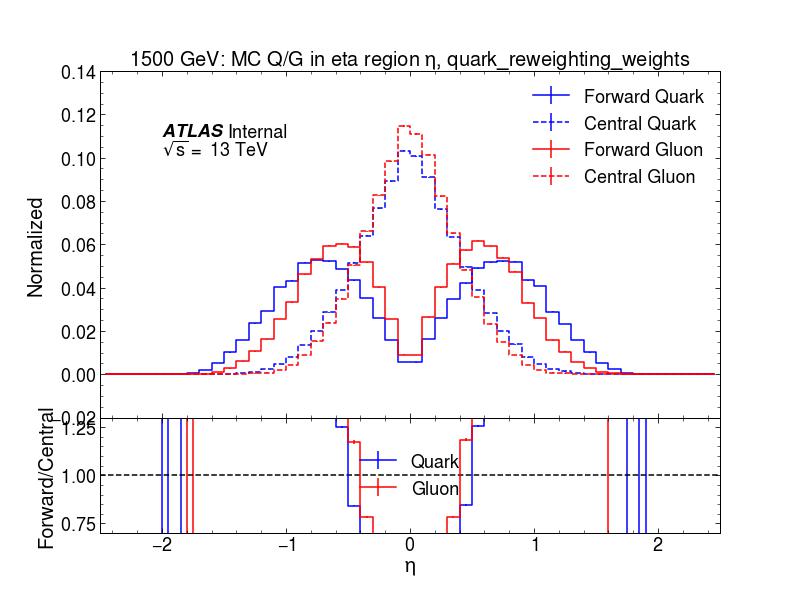 1500 GeV: MC Q/G in eta region η, quark_reweighting_weights
0.14
0.12
0.10
0.08
0.06
0.04
0.02
0.00
−0.02
Normalized
ATLAS Internal
√s = 13 TeV
Forward Quark
Central Quark
Forward Gluon
Central Gluon
1.25
1.00
0.75
Forward/Central
Quark
Gluon
−2
−1
0
1
2
η